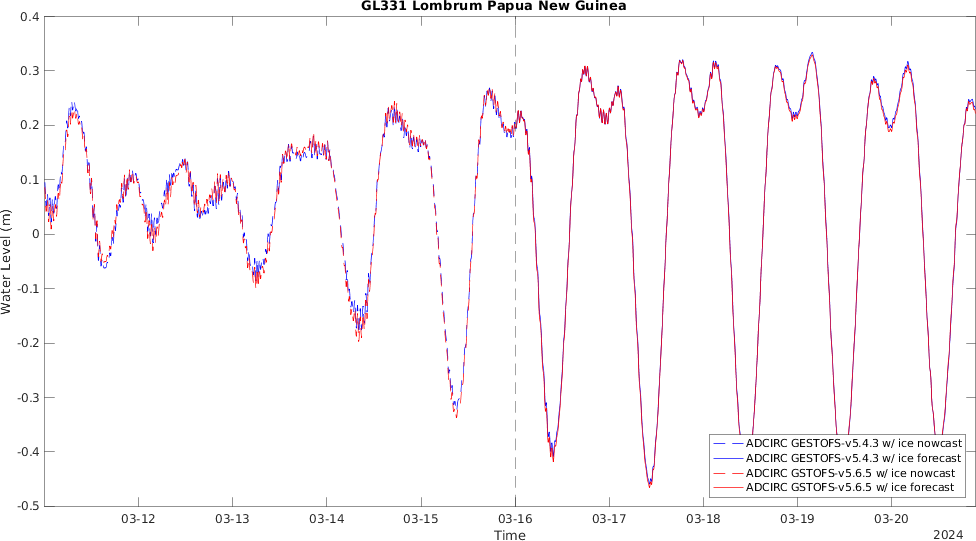 GL331 Lombrum Papua New Guinea
0.4
0.3
0.2
0.1
0
-0.1
-0.2
-0.3
-0.4
-0.5
Water Level (m)
03-12 03-13 03-14 03-15 03-16 03-17 03-18 03-19 03-20
Time
2024
ADCIRC GESTOFS-v5.4.3 w/ ice nowcast
ADCIRC GESTOFS-v5.4.3 w/ ice forecast
ADCIRC GSTOFS-v5.6.5 w/ ice nowcast
ADCIRC GSTOFS-v5.6.5 w/ ice forecast